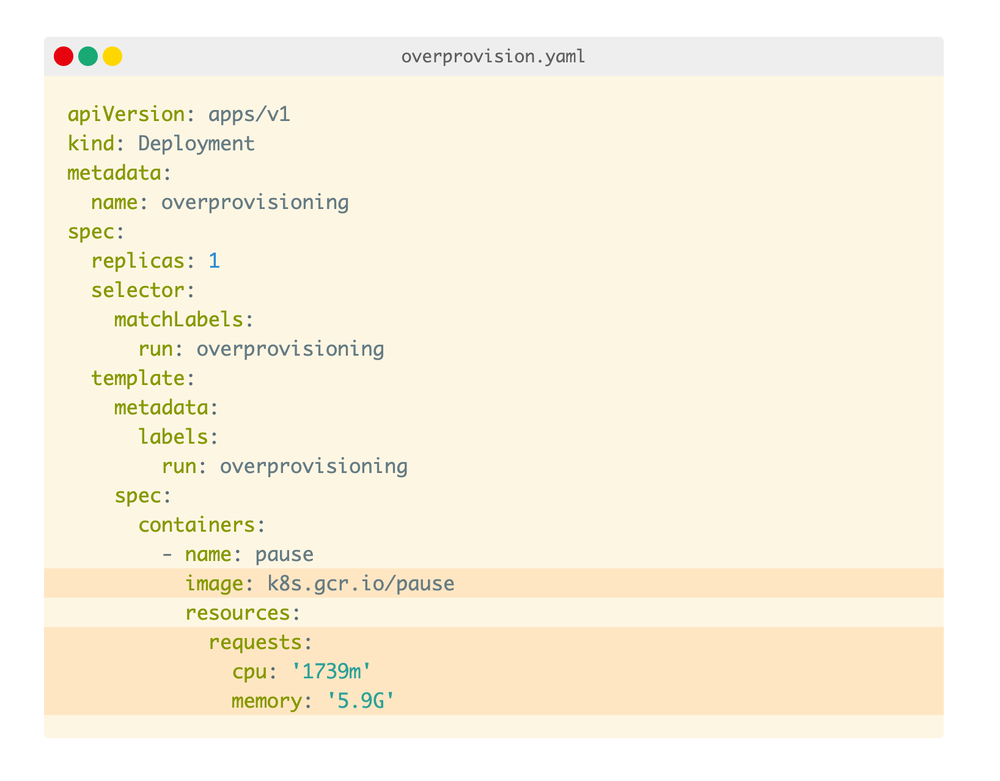 overprovision.yaml
apiVersion: apps/v1
kind: Deployment
metadata:
  name: overprovisioning
spec:
  replicas: 1
  selector:
    matchLabels:
      run: overprovisioning
  template:
    metadata:
      labels:
        run: overprovisioning
    spec:
      containers:
        - name: pause
          image: k8s.gcr.io/pause
          resources:
            requests:
              cpu: '1739m'
              memory: '5.9G'